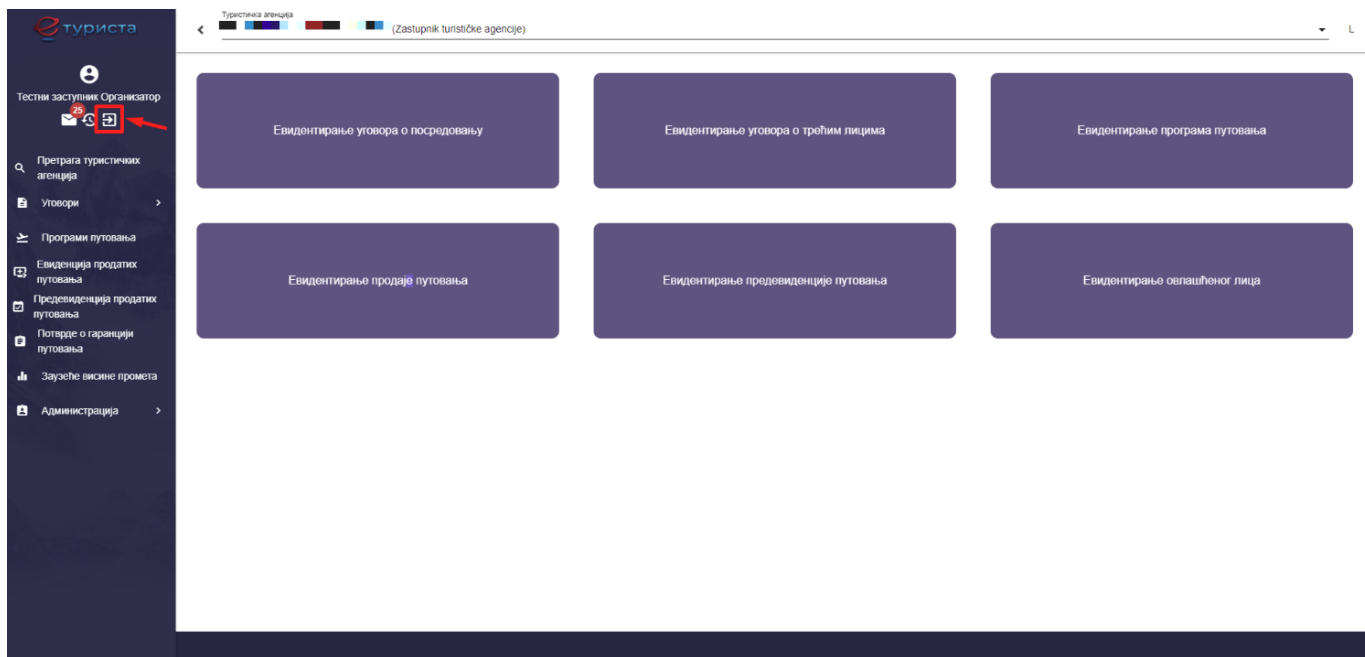 eтуриста
Туристичка агенција
(Zastupnik turističke agencije)
L
Тестни заступник Организатор
25
Претрага туристичких
агенција
Уговори
Програми путовања
Евиденција продатих
путовања
Предевиденција продатих
путовања
Потврде о гаранцији
путовања
Заузеће висине промета
Администрација
Евидентирање уговора о посредовању
Евидентирање уговора о трећим лицима
Евидентирање програма путовања
Евидентирање продаје путовања
Евидентирање предевиденције путовања
Евидентирање овлашћеног лица